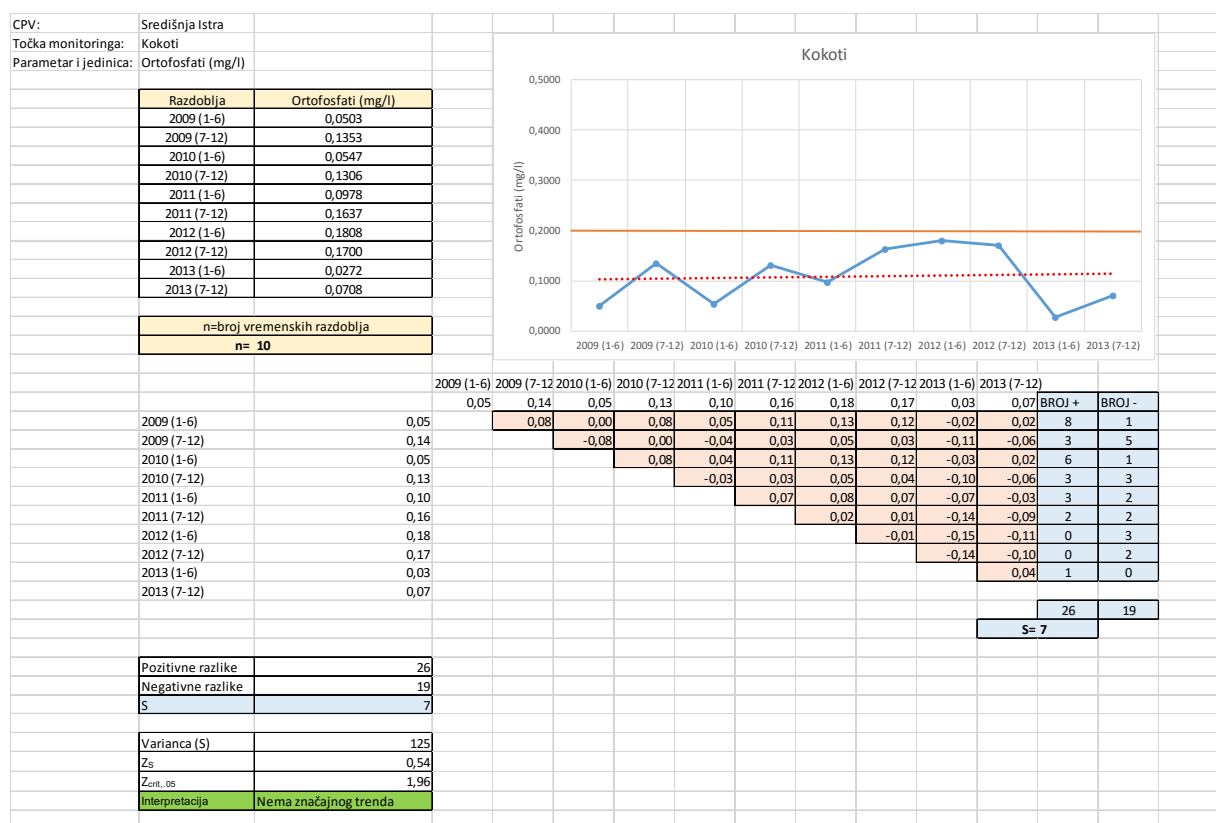 CPV: Središnja Istra
Točka monitoringa: Kokoti
Parametar i jedinica: Ortofosfati (mg/l)
Razdoblja Ortofosfati (mg/l)
2009 (1-6) 0,0503
2009 (7-12) 0,1353
2010 (1-6) 0,0547
2010 (7-12) 0,1306
2011 (1-6) 0,0978
2011 (7-12) 0,1637
2012 (1-6) 0,1808
2012 (7-12) 0,1700
2013 (1-6) 0,0272
2013 (7-12) 0,0708
n=broj vremenskih razdoblja
n= 10
Kokoti
Ortofosfati (mg/l)
0,5000
0,4000
0,3000
0,2000
0,1000
0,0000
2009 (1-6) 2009 (7-12) 2010 (1-6) 2010 (7-12) 2011 (1-6) 2011 (7-12) 2012 (1-6) 2012 (7-12) 2013 (1-6) 2013 (7-12)
2009 (1-6) 2009 (7-12 2010 (1-6) 2010 (7-12 2011 (1-6) 2011 (7-12 2012 (1-6) 2012 (7-12 2013 (1-6) 2013 (7-12)
0,05 0,14 0,05 0,13 0,10 0,16 0,18 0,17 0,03 0,07 BROJ + BROJ -
2009 (1-6) 0,05 0,08 0,00 0,08 0,05 0,11 0,13 0,12 -0,02 0,02 8 1
2009 (7-12) 0,14 -0,08 0,00 -0,04 0,03 0,05 0,03 -0,11 -0,06 3 5
2010 (1-6) 0,05 0,08 0,04 0,11 0,13 0,12 -0,03 0,02 6 1
2010 (7-12) 0,13 -0,03 0,03 0,05 0,04 -0,10 -0,06 3 3
2011 (1-6) 0,10 0,07 0,08 0,07 -0,07 -0,03 3 2
2011 (7-12) 0,16 0,02 0,01 -0,14 -0,09 2 2
2012 (1-6) 0,18 -0,01 -0,15 -0,11 0 3
2012 (7-12) 0,17 -0,14 -0,10 0 2
2013 (1-6) 0,03 0,04 1 0
2013 (7-12) 0,07
26 19
S= 7
Pozitivne razlike 26
Negativne razlike 19
S 7
Varianca (S) 125
ZS 0,54
Zcrit,.05 1,96
Interpretacija Nema značajnog trenda